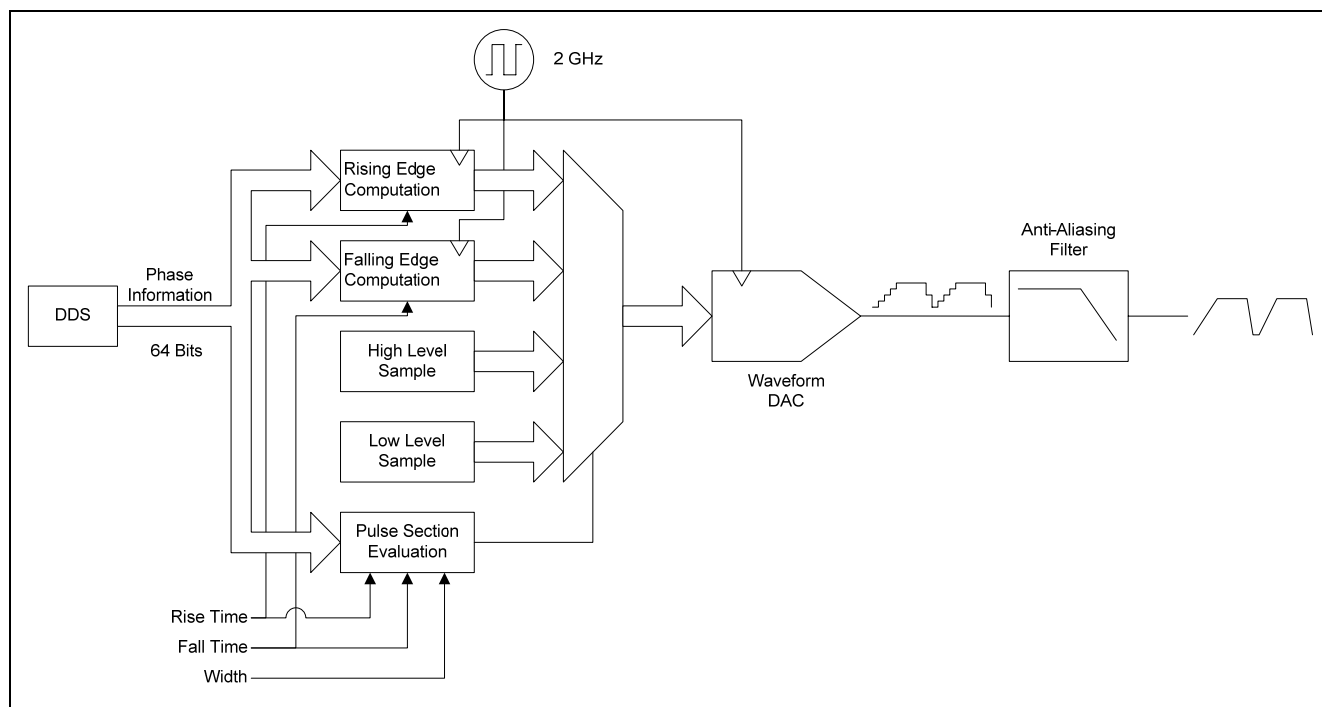 2 GHz
Rising Edge
Computation
Falling Edge
Computation
Anti-Aliasing
Filter
Phase
Information
DDS
64 Bits
High Level
Sample
Waveform
DAC
Low Level
Sample
Pulse Section
Evaluation
Rise Time
Fall Time
Width